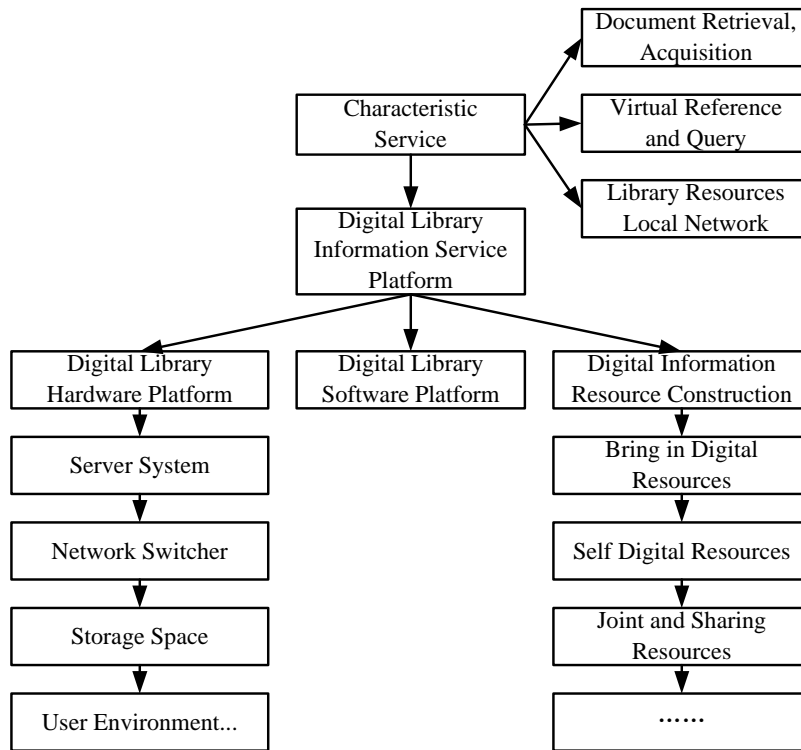 Document Retrieval,
Acquisition
Characteristic
Service
Virtual Reference
and Query
Library Resources
Local Network
Digital Library
Information Service
Platform
Digital Library
Hardware Platform
Digital Library
Software Platform
Digital Information
Resource Construction
Server System
Bring in Digital
Resources
Network Switcher
Self Digital Resources
Storage Space
Joint and Sharing
Resources
User Environment...
……